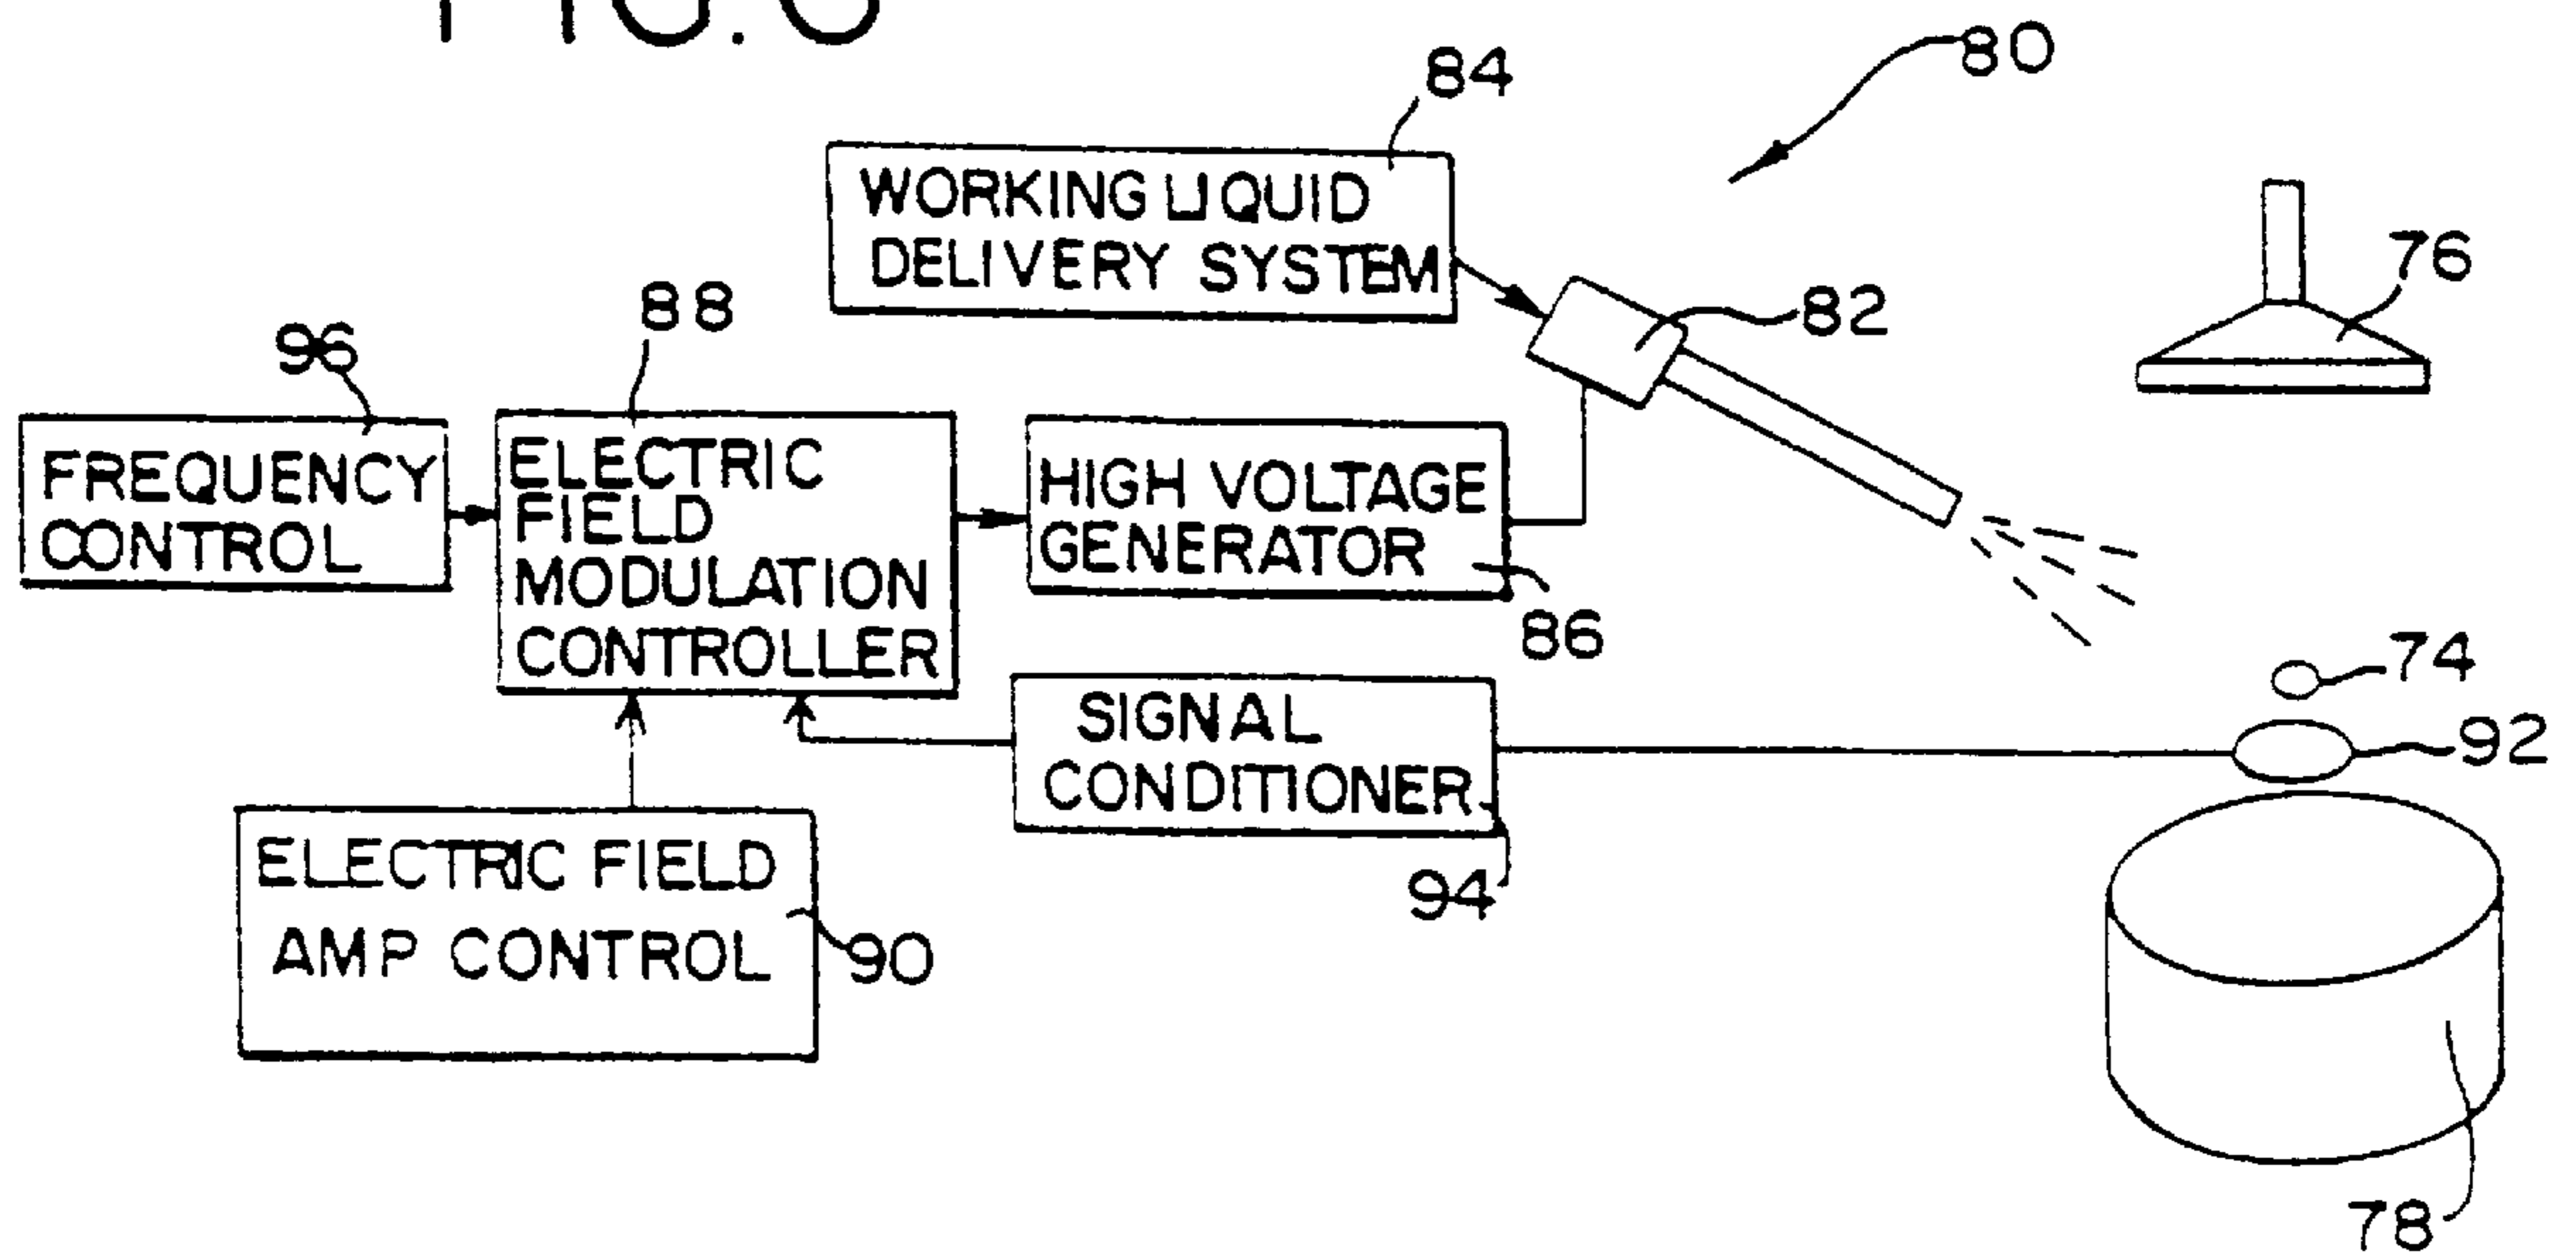 80
84
WORKING LIQUID
DELIVERY SYSTEM
76
88
82
96
FREQUENCY
CONTROL
ELECTRIC
FIELD
MODULATION
CONTROLLER
HIGH VOLTAGE
GENERATOR
86
74
SIGNAL
CONDITIONER
92
ELECTRIC FIELD
AMP CONTROL
94
90
78